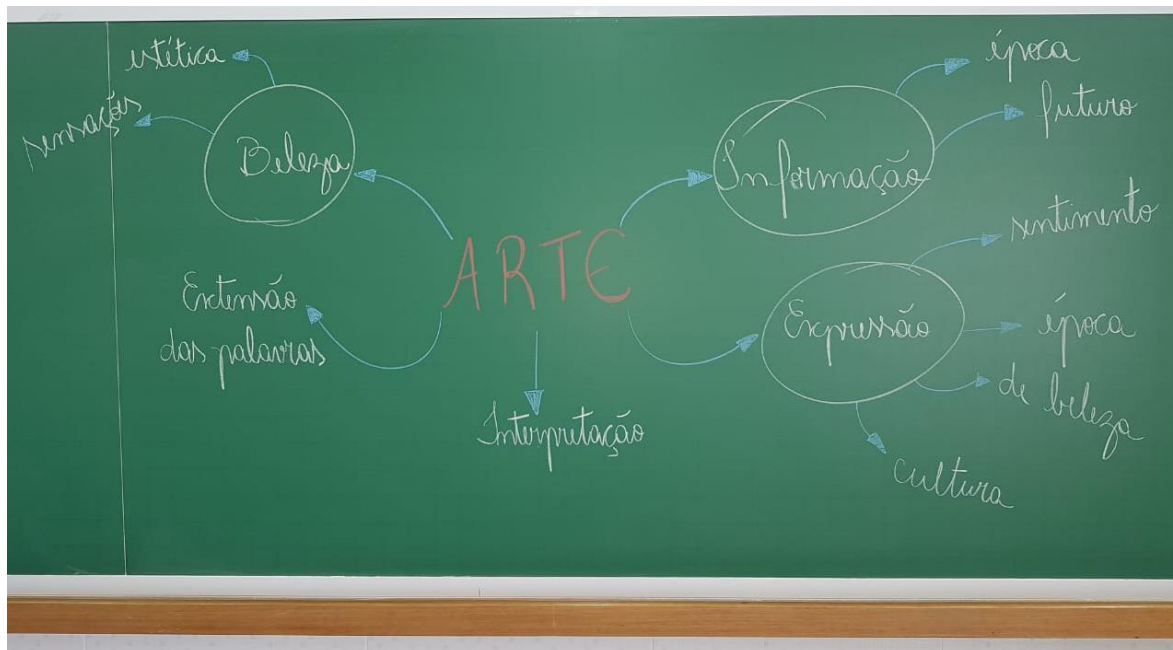 estética
sensações
Beleza
Extensão
das palavras
ARTE
Interpretação
Informação
época
futuro
Expressão
sentimento
época
de beleza
cultura